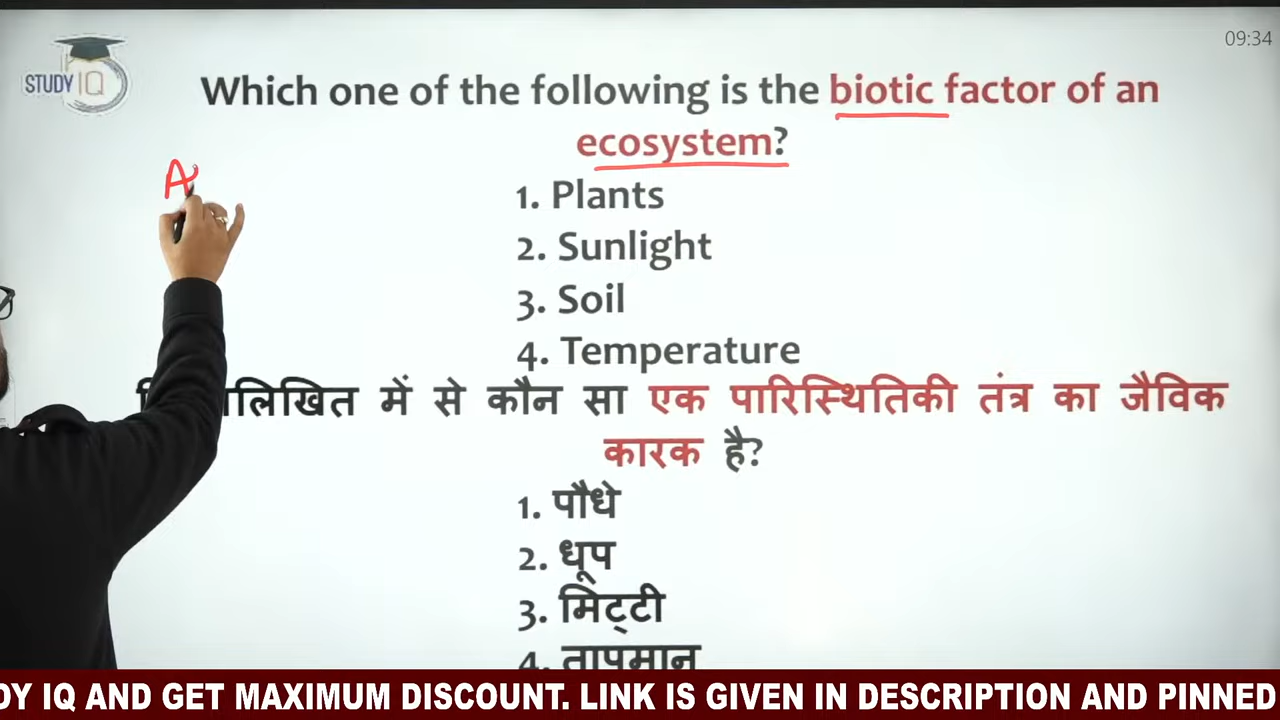 STUDY IQ
09:34
Which one of the following is the biotic factor of an
ecosystem?
A
1. Plants
2. Sunlight
3. Soil
4. Temperature
में से कौन सा एक पारिस्थितिकी तंत्र का जैविक
कारक है?
1. पौधे
2. धूप
3. मिट्टी
4. तापमान
DY IQ AND GET MAXIMUM DISCOUNT. LINK IS GIVEN IN DESCRIPTION AND PINNED